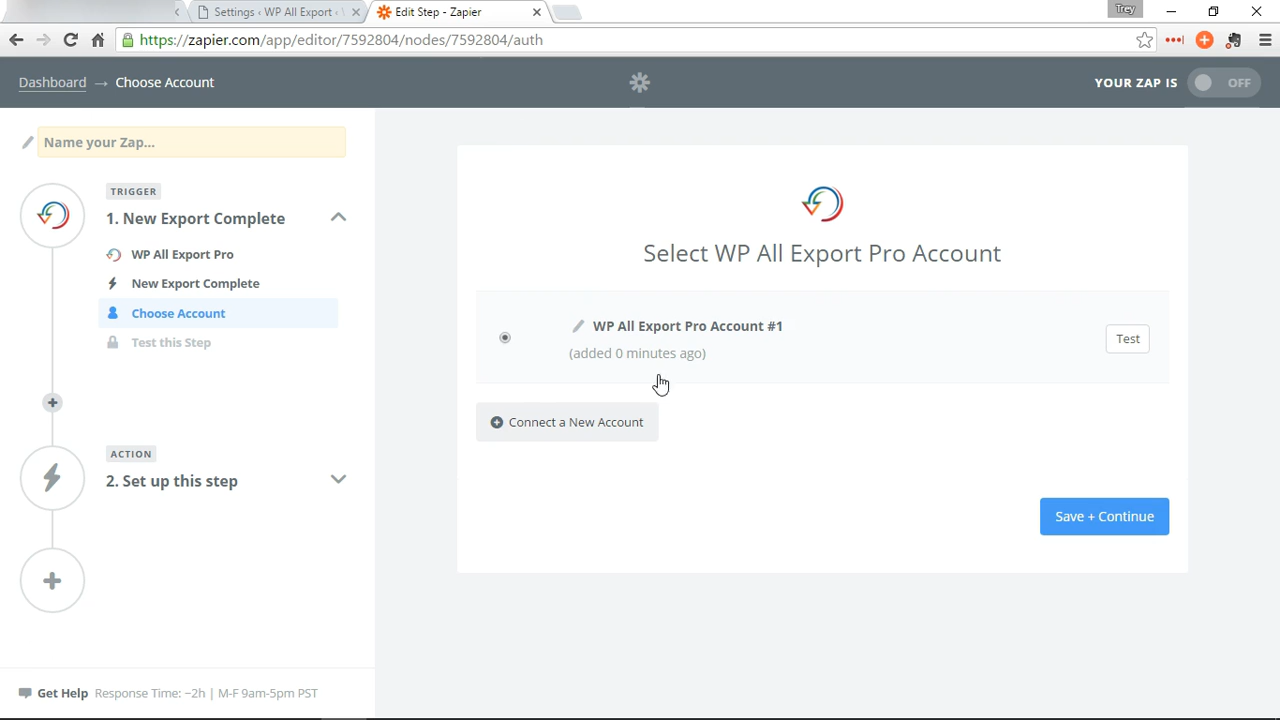 Settings ‹ WP All Export ‹
Edit Step - Zapier
Trey
https://zapier.com/app/editor/7592804/nodes/7592804/auth
Dashboard → Choose Account
YOUR ZAP IS
OFF
Name your Zap...
TRIGGER
1. New Export Complete
WP All Export Pro
New Export Complete
Choose Account
Test this Step
ACTION
2. Set up this step
Get Help Response Time: ~2h | M-F 9am-5pm PST
Select WP All Export Pro Account
WP All Export Pro Account #1
(added 0 minutes ago)
Test
Connect a New Account
Save + Continue